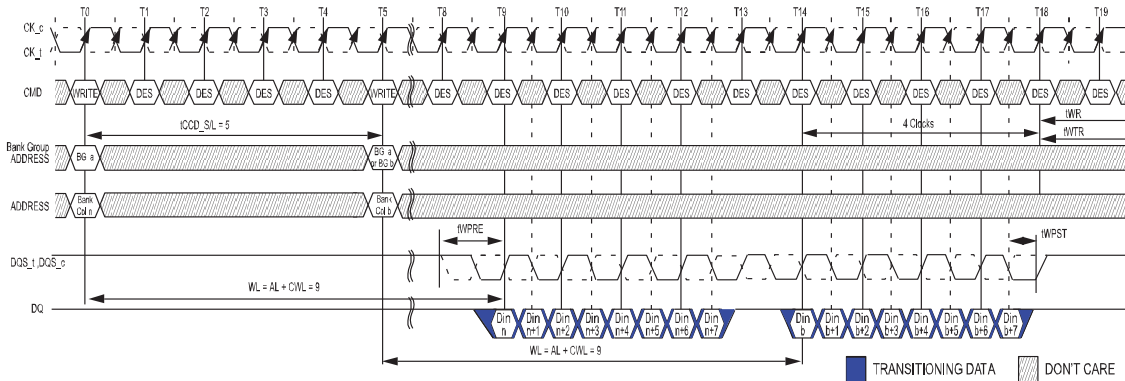 T0 T1 T2 T3 T4 T5 T8 T9 T10 T11 T12 T13 T14 T15 T16 T17 T18 T19
CK_c
CK_t
CMD WRITE DES DES DES DES WRITE DES DES DES DES DES DES DES DES DES DES DES DES
tCCD_S/L = 5 4 Clocks tWR
tWTR
Bank Group
ADDRESS BG a BG a
or BG b
ADDRESS Bank
Col n Bank
Col b
tWPRE tWPST
DQS_t,DQS_c
WL = AL + CWL = 9
DQ Din
n Din
n+1 Din
n+2 Din
n+3 Din
n+4 Din
n+5 Din
n+6 Din
n+7 Din
b Din
b+1 Din
b+2 Din
b+3 Din
b+4 Din
b+5 Din
b+6 Din
b+7
WL = AL + CWL = 9
TRANSITIONING DATA DON'T CARE